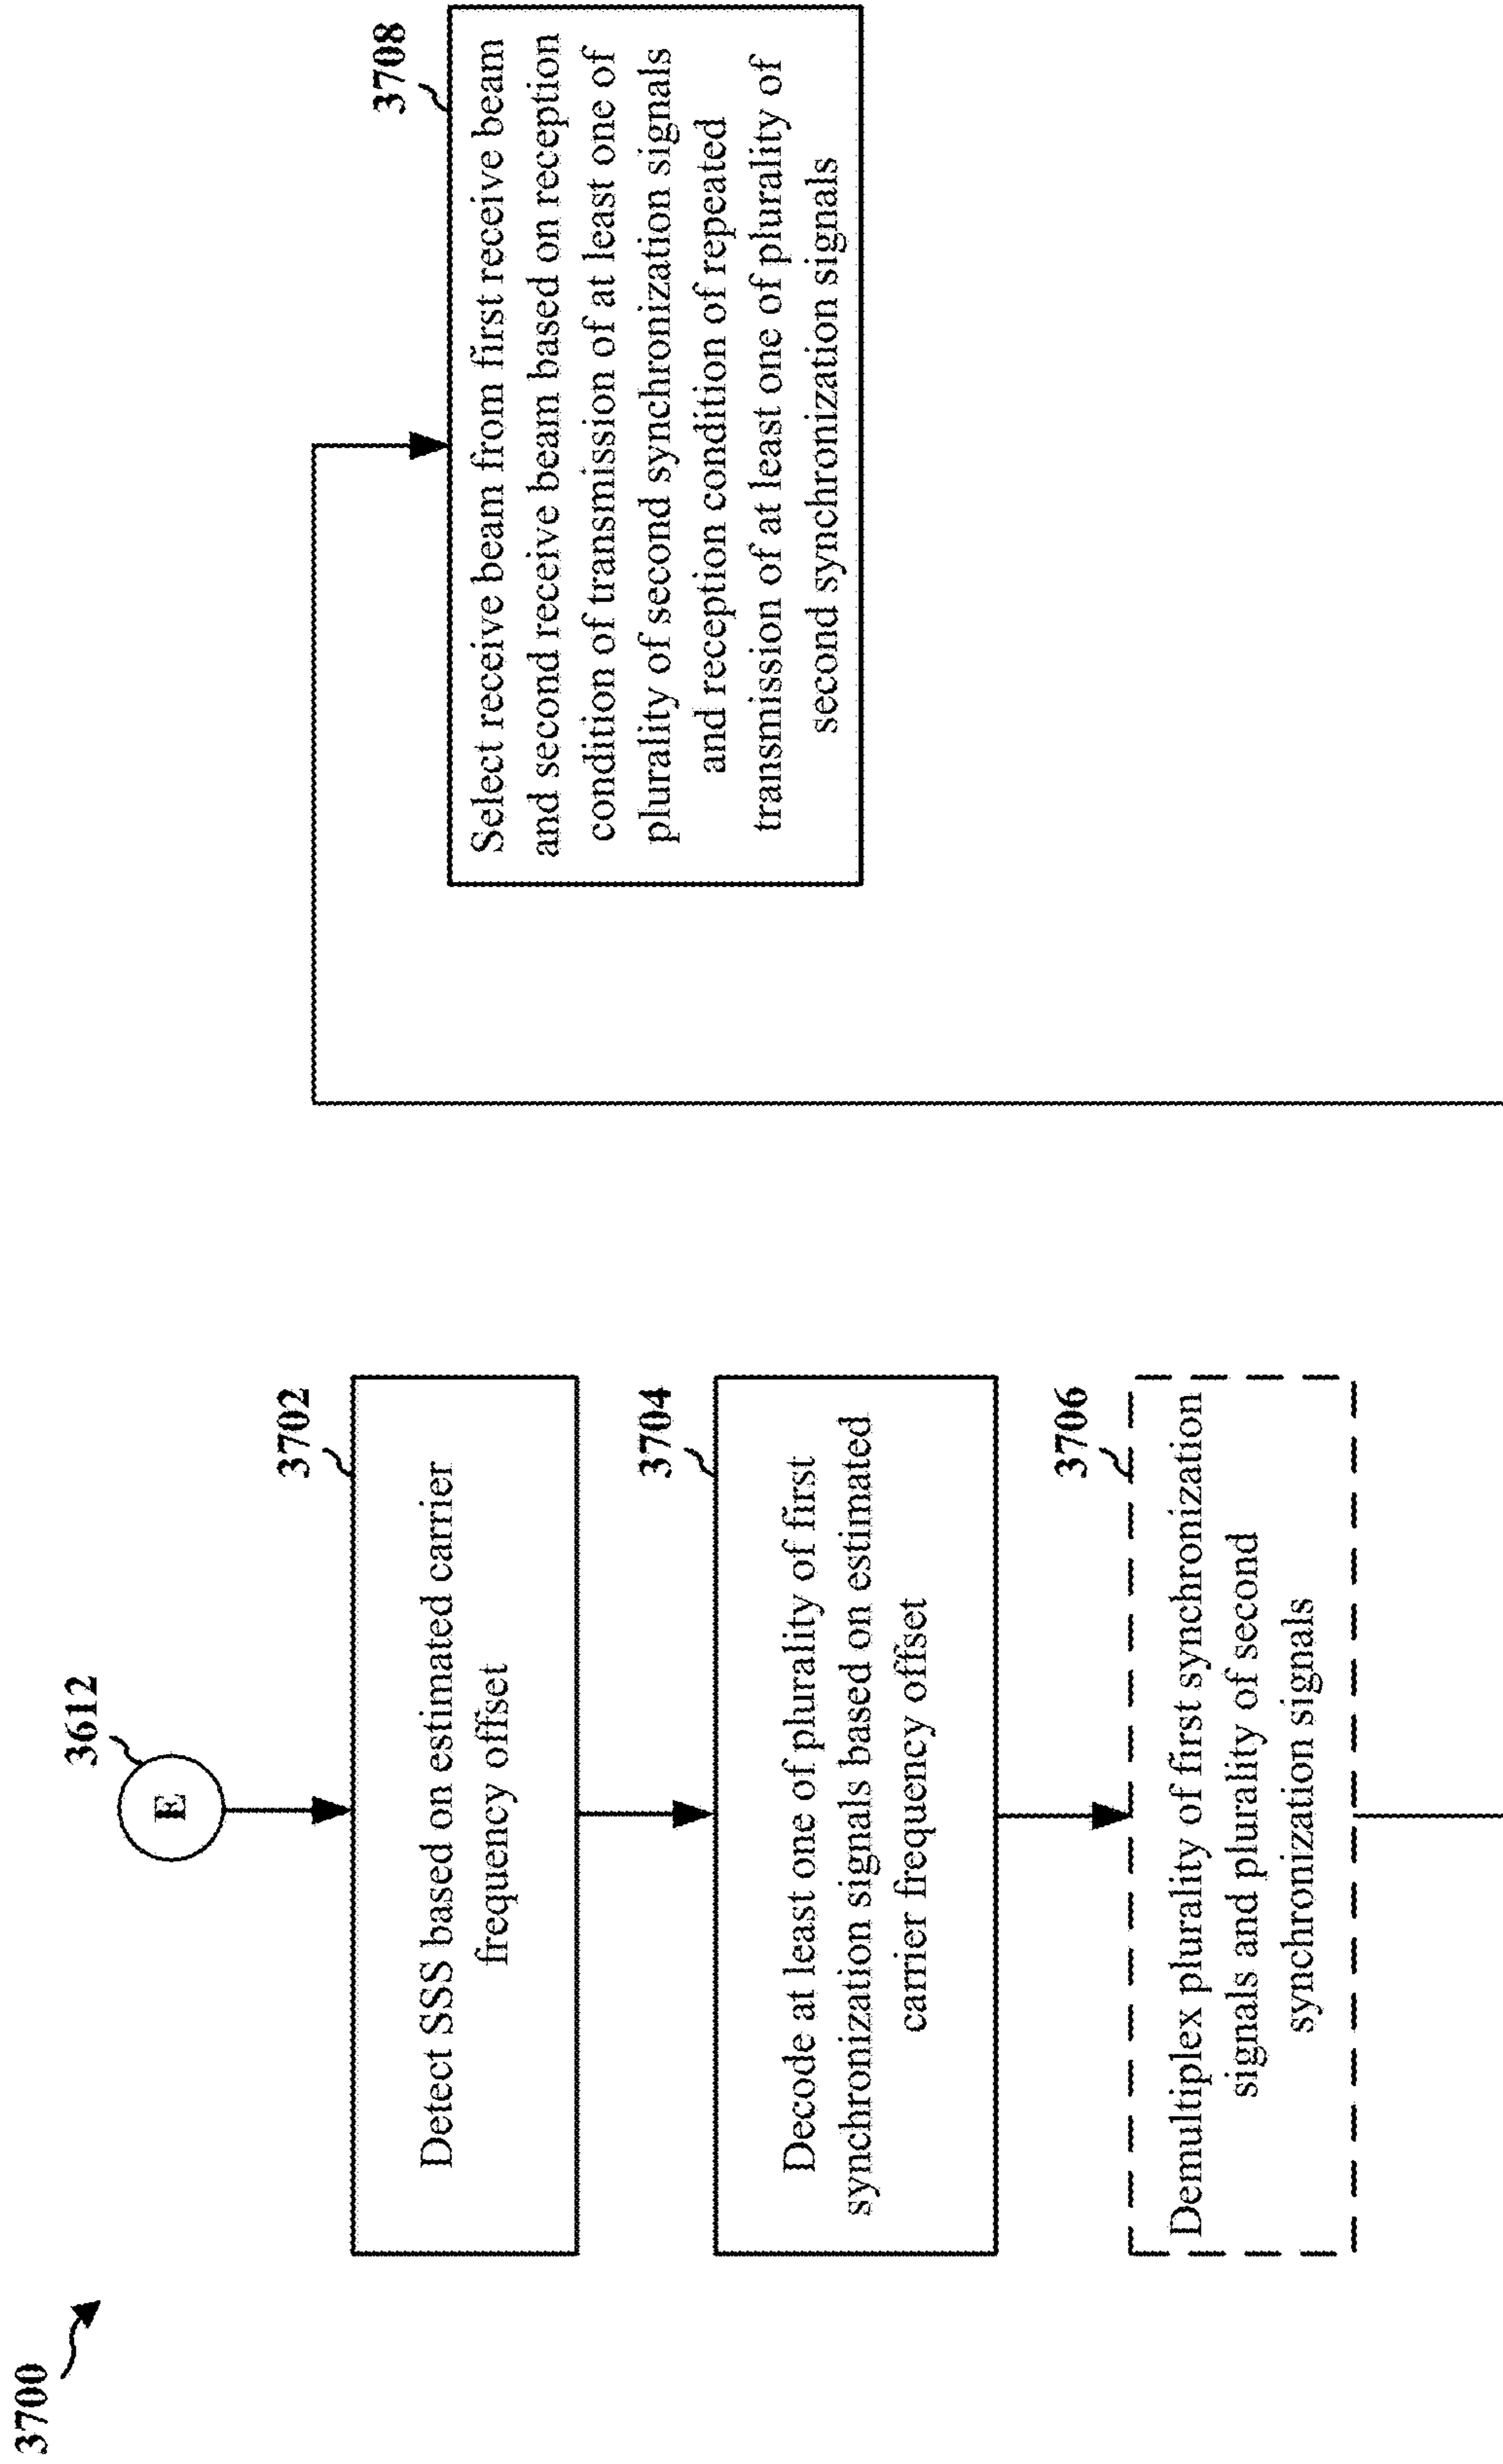 3700
3612
E
3702
Detect SSS based on estimated carrier
frequency offset
3704
Decode at least one of plurality of first
synchronization signals based on estimated
carrier frequency offset
3706
Demultiplex plurality of first synchronization
signals and plurality of second
synchronization signals
3708
Select receive beam from first receive beam
and second receive beam based on reception
condition of transmission of at least one of
plurality of second synchronization signals
and reception condition of repeated
transmission of at least one of plurality of
second synchronization signals